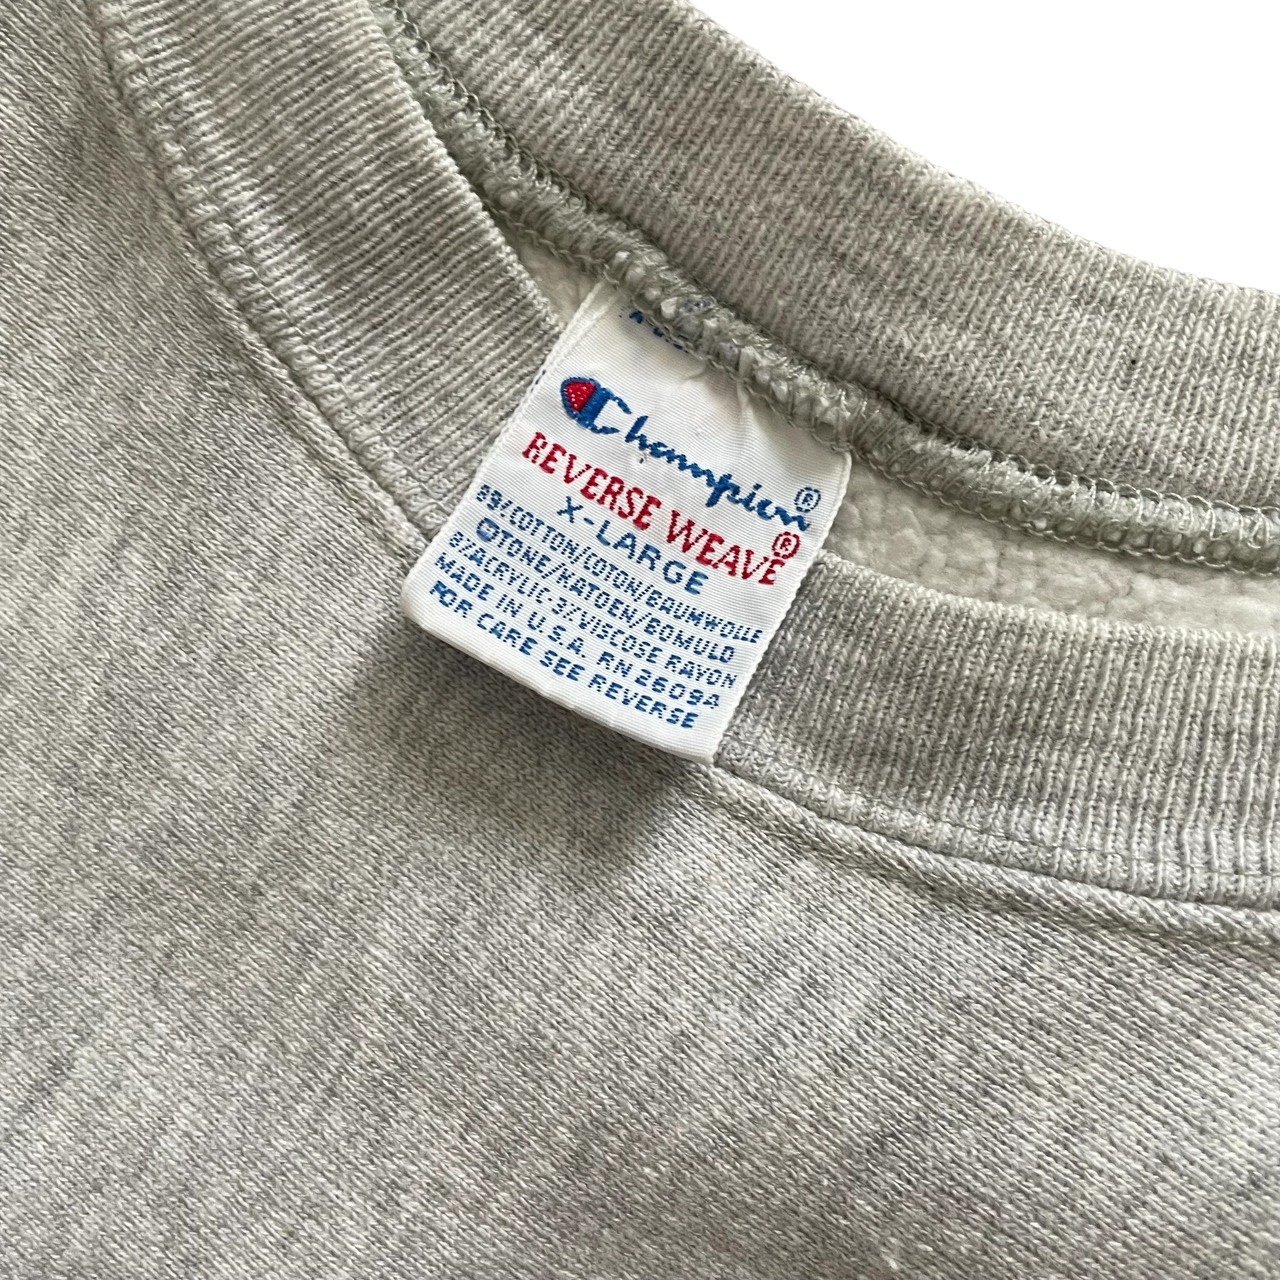 Champion®
REVERSE WEAVE®
X-LARGE
89/COTTON/COTON/BAUMWOLLE
OTONE/KATOEN/BOMULD
8/ACRYLIC 3/VISCOSE RAYON
MADE IN U.S.A. RN 26094
FOR CARE SEE REVERSE